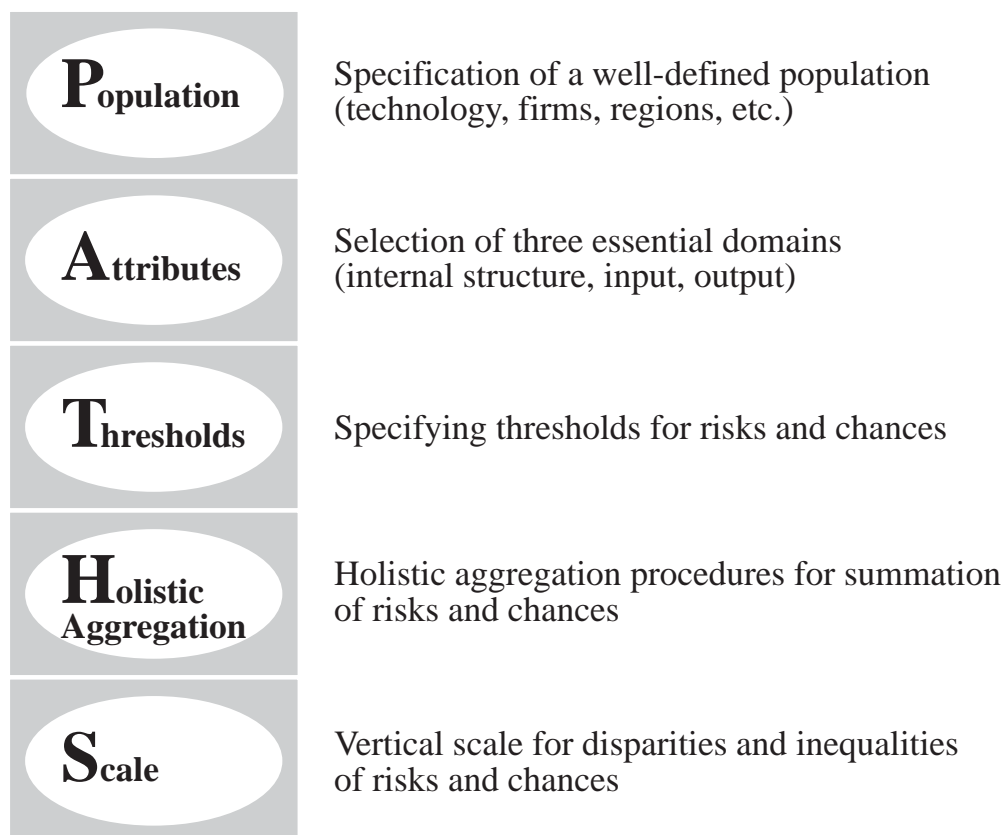 Population
Specification of a well-defined population
(technology, firms, regions, etc.)
Attributes
Selection of three essential domains
(internal structure, input, output)
Thresholds
Specifying thresholds for risks and chances
Holistic
Aggregation
Holistic aggregation procedures for summation
of risks and chances
Scale
Vertical scale for disparities and inequalities
of risks and chances